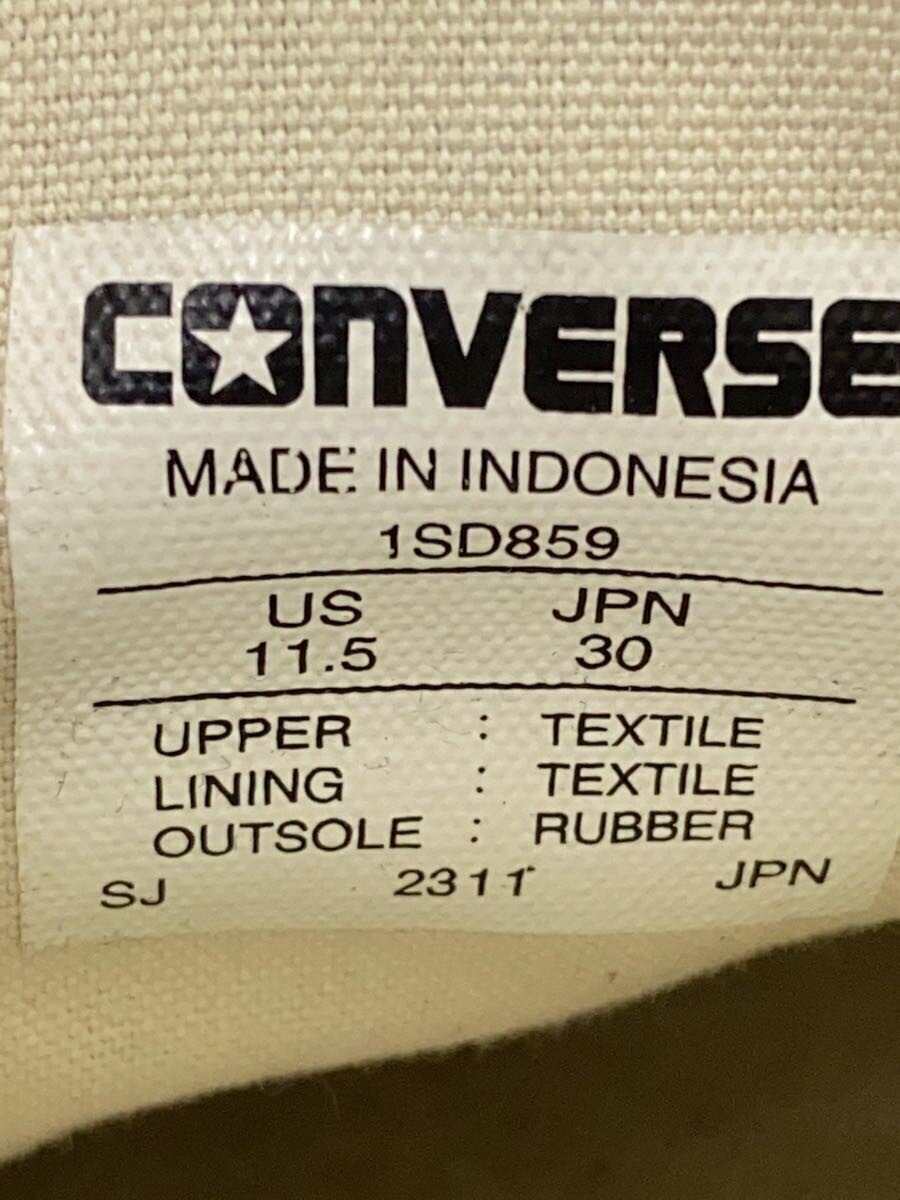 CONVERSE
MADE IN INDONESIA
1SD859
US JPN
11.5 30
UPPER : TEXTILE
LINING : TEXTILE
OUTSOLE : RUBBER
SJ 2311 JPN